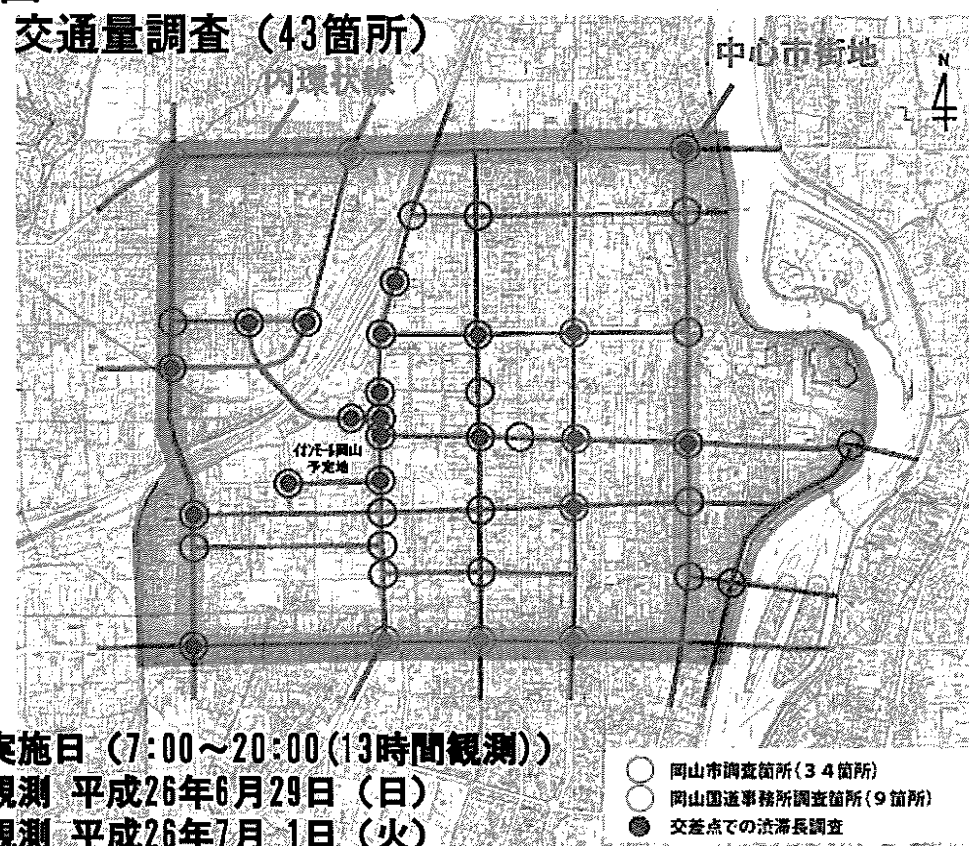 交通量調査（43箇所）
中心市街地
内環状線
N
イオンモール岡山
予定地
実施日（7:00～20:00(13時間観測)）
観測 平成26年6月29日（日）
観測 平成26年7月 1日（火）
岡山市調査箇所(３４箇所)
岡山国道事務所調査箇所(９箇所)
交差点での渋滞長調査